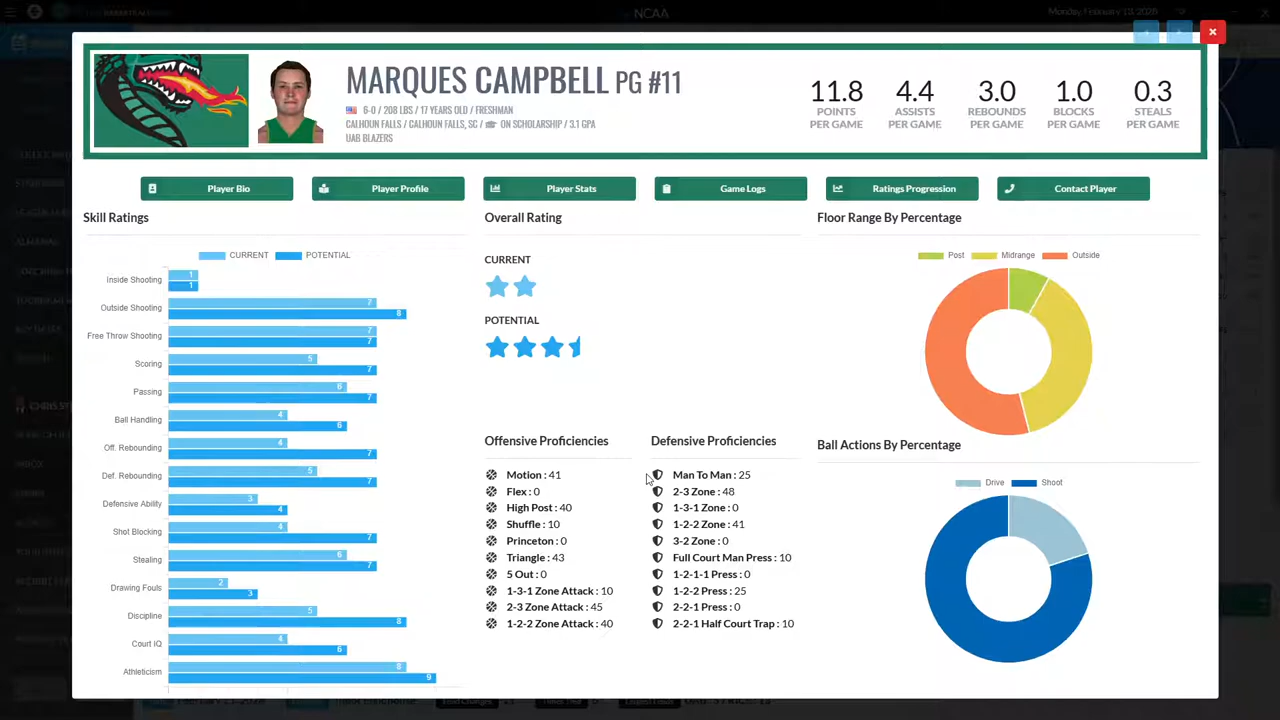 NCAA
MARQUES CAMPBELL PG #11
6-0 / 208 LBS / 17 YEARS OLD / FRESHMAN
CALHOUN FALLS / CALHOUN FALLS, SC / ON SCHOLARSHIP / 3.1 GPA
UAB BLAZERS
11.8
POINTS
PER GAME
4.4
ASSISTS
PER GAME
3.0
REBOUNDS
PER GAME
1.0
BLOCKS
PER GAME
0.3
STEALS
PER GAME
Player Bio
Player Profile
Player Stats
Game Logs
Ratings Progression
Contact Player
Skill Ratings
CURRENT POTENTIAL
Inside Shooting 1 1
Outside Shooting 7 8
Free Throw Shooting 7 7
Scoring 5 7
Passing 6 7
Ball Handling 4 6
Off. Rebounding 4 7
Def. Rebounding 5 7
Defensive Ability 3 4
Shot Blocking 4 7
Stealing 6 7
Drawing Fouls 2 3
Discipline 5 8
Court IQ 4 6
Athleticism 8 9
Overall Rating
CURRENT
POTENTIAL
Offensive Proficiencies
Motion : 41
Flex : 0
High Post : 40
Shuffle : 10
Princeton : 0
Triangle : 43
5 Out : 0
1-3-1 Zone Attack : 10
2-3 Zone Attack : 45
1-2-2 Zone Attack : 40
Defensive Proficiencies
Man To Man : 25
2-3 Zone : 48
1-3-1 Zone : 0
1-2-2 Zone : 41
3-2 Zone : 0
Full Court Man Press : 10
1-2-1-1 Press : 0
1-2-2 Press : 25
2-2-1 Press : 0
2-2-1 Half Court Trap : 10
Floor Range By Percentage
Post Midrange Outside
Ball Actions By Percentage
Drive Shoot